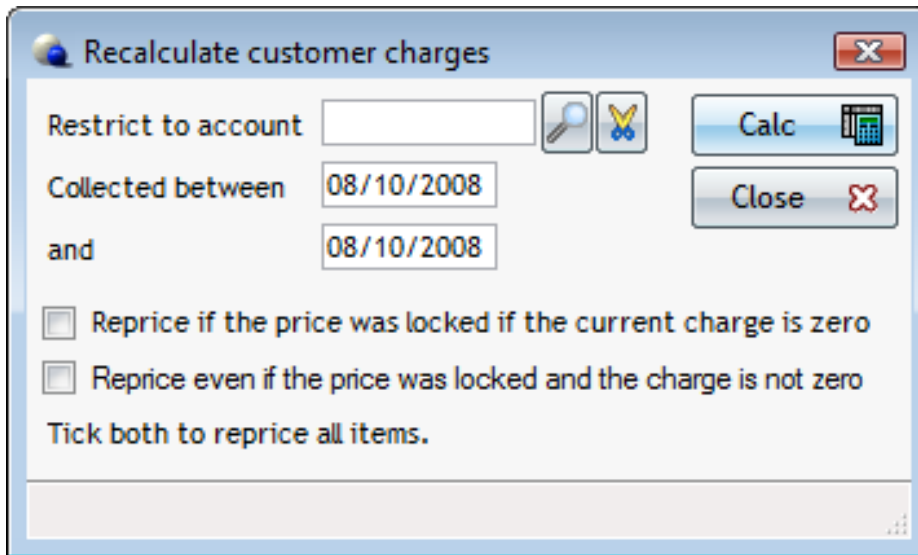 Recalculate customer charges
Restrict to account
Calc
Collected between 08/10/2008
Close
and 08/10/2008
Reprice if the price was locked if the current charge is zero
Reprice even if the price was locked and the charge is not zero
Tick both to reprice all items.